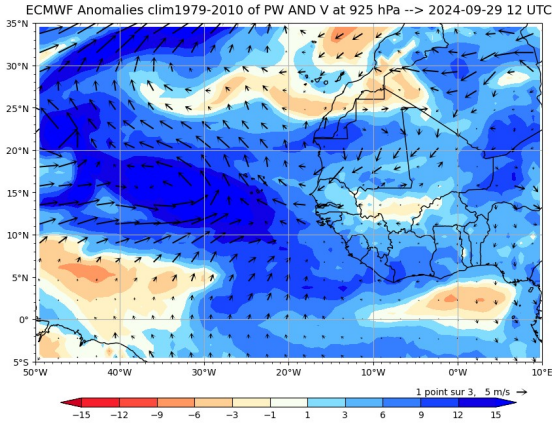 ECMWF Anomalies clim1979-2010 of PW AND V at 925 hPa --> 2024-09-29 12 UTC
35°N
30°N
25°N
20°N
15°N
10°N
5°N
0°
5°S
50°W 40°W 30°W 20°W 10°W 0° 10°E
1 point sur 3, 5 m/s
−15 −12 −9 −6 −3 −1 1 3 6 9 12 15